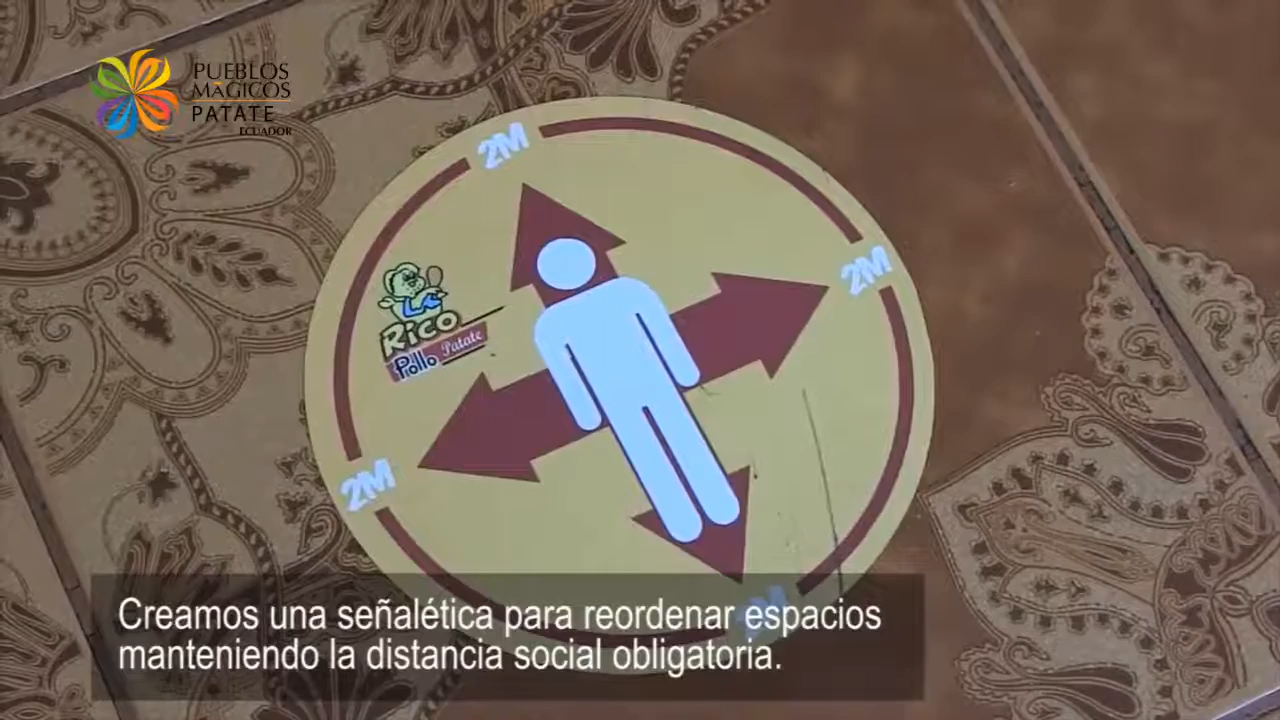 PUEBLOS
MÁGICOS
PATATE
ECUADOR
2M
2M
Rico
Pollo Patate
2M
2M
Creamos una señalética para reordenar espacios
manteniendo la distancia social obligatoria.